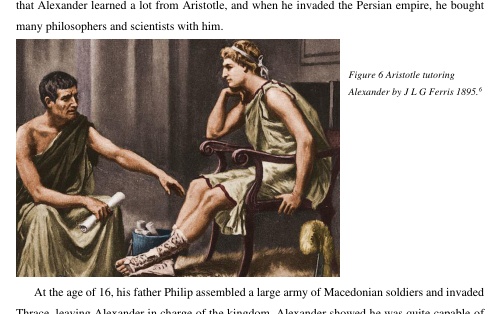 that Alexander learned a lot from Aristotle, and when he invaded the Persian empire, he bought
many philosophers and scientists with him.
Figure 6 Aristotle tutoring
Alexander by J L G Ferris 1895.6
At the age of 16, his father Philip assembled a large army of Macedonian soldiers and invaded
Thrace, leaving Alexander in charge of the kingdom. Alexander showed he was quite capable of